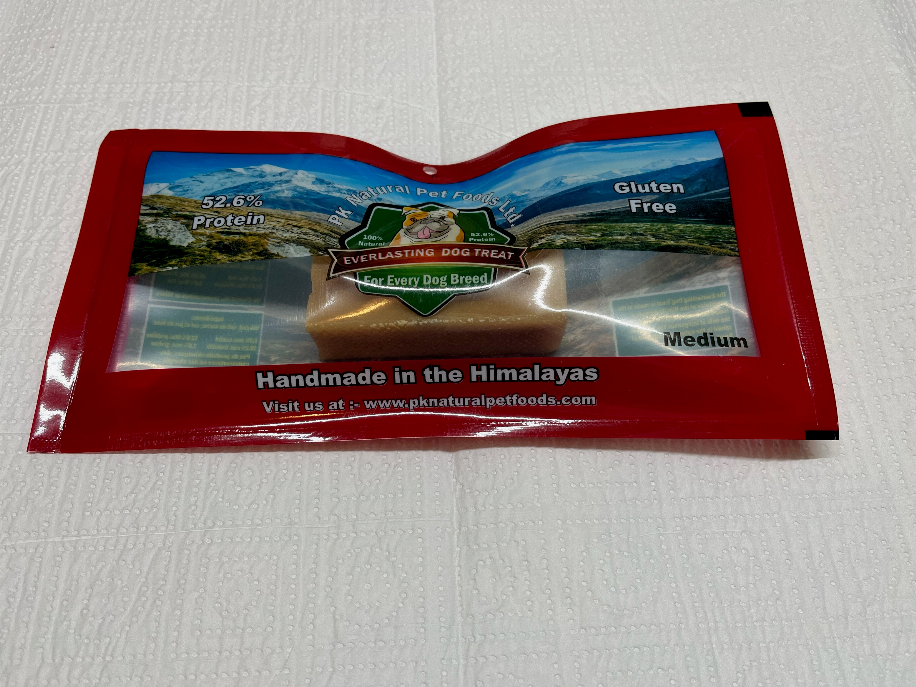 52.6%
Protein
PK Natural Pet Foods Ltd
Gluten
Free
100%
Natural
52.6%
Protein
EVERLASTING DOG TREAT
For Every Dog Breed
Medium
Handmade in the Himalayas
Visit us at :- www.pknaturalpetfoods.com